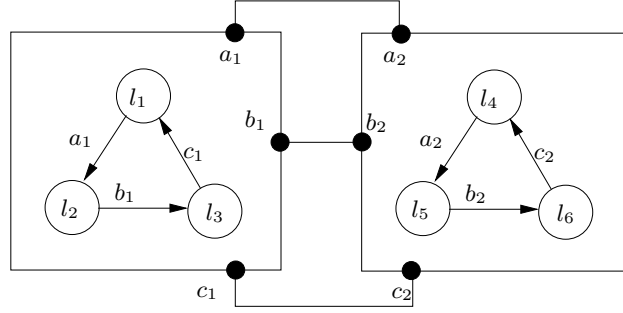 a₁ a₂
l₁ l₄
b₁ b₂
a₁ c₁ a₂ c₂
b₁ b₂
l₂ l₃ l₅ l₆
c₁ c₂